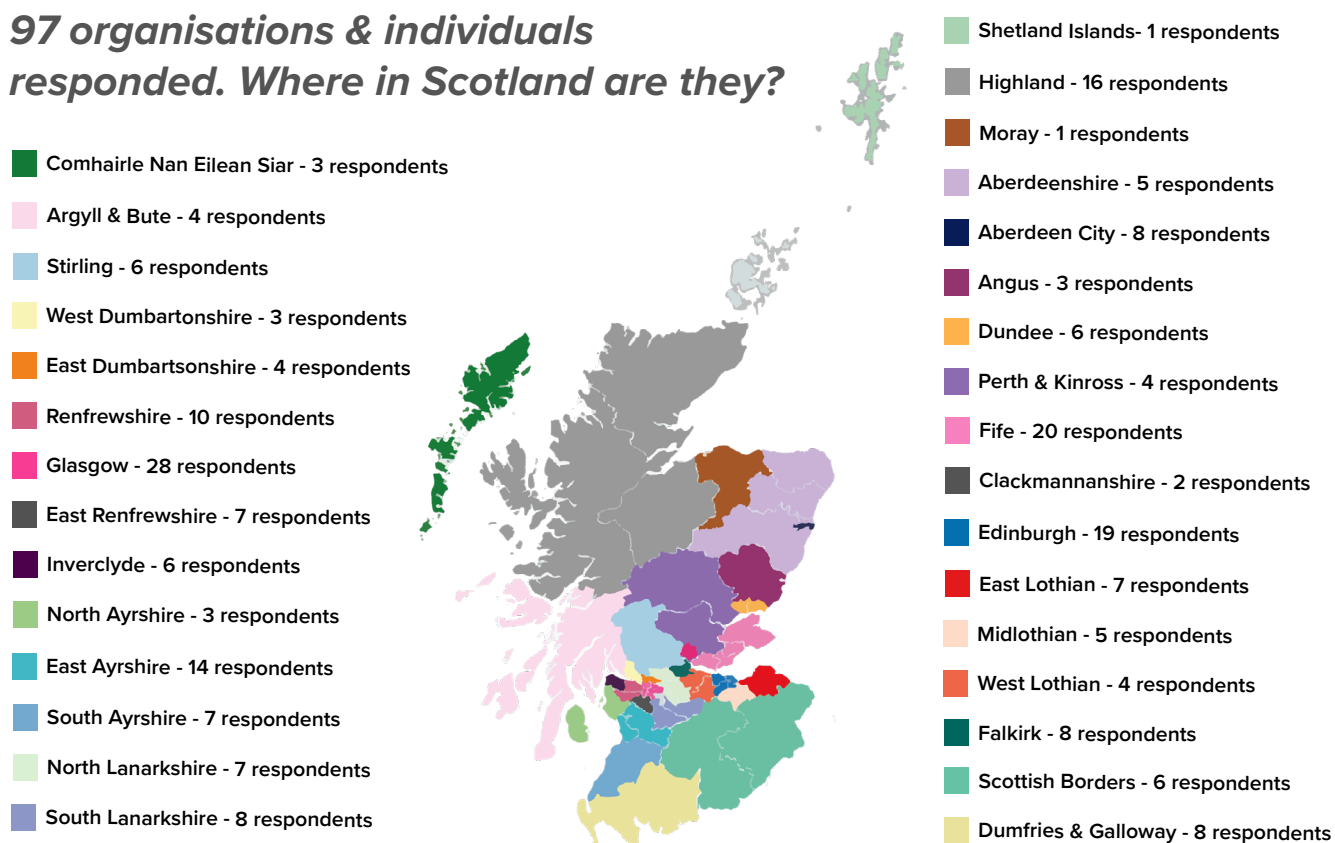 97 organisations & individuals
responded. Where in Scotland are they?
Comhairle Nan Eilean Siar - 3 respondents
Argyll & Bute - 4 respondents
Stirling - 6 respondents
West Dumbartonshire - 3 respondents
East Dumbartsonshire - 4 respondents
Renfrewshire - 10 respondents
Glasgow - 28 respondents
East Renfrewshire - 7 respondents
Inverclyde - 6 respondents
North Ayrshire - 3 respondents
East Ayrshire - 14 respondents
South Ayrshire - 7 respondents
North Lanarkshire - 7 respondents
South Lanarkshire - 8 respondents
Shetland Islands- 1 respondents
Highland - 16 respondents
Moray - 1 respondents
Aberdeenshire - 5 respondents
Aberdeen City - 8 respondents
Angus - 3 respondents
Dundee - 6 respondents
Perth & Kinross - 4 respondents
Fife - 20 respondents
Clackmannanshire - 2 respondents
Edinburgh - 19 respondents
East Lothian - 7 respondents
Midlothian - 5 respondents
West Lothian - 4 respondents
Falkirk - 8 respondents
Scottish Borders - 6 respondents
Dumfries & Galloway - 8 respondents